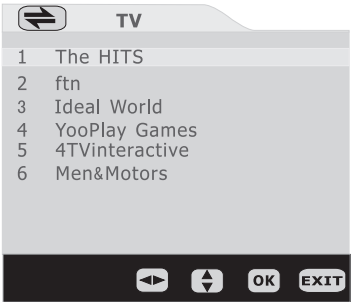 TV
1 The HITS
2 ftn
3 Ideal World
4 YooPlay Games
5 4TVinteractive
6 Men&Motors
OK EXIT